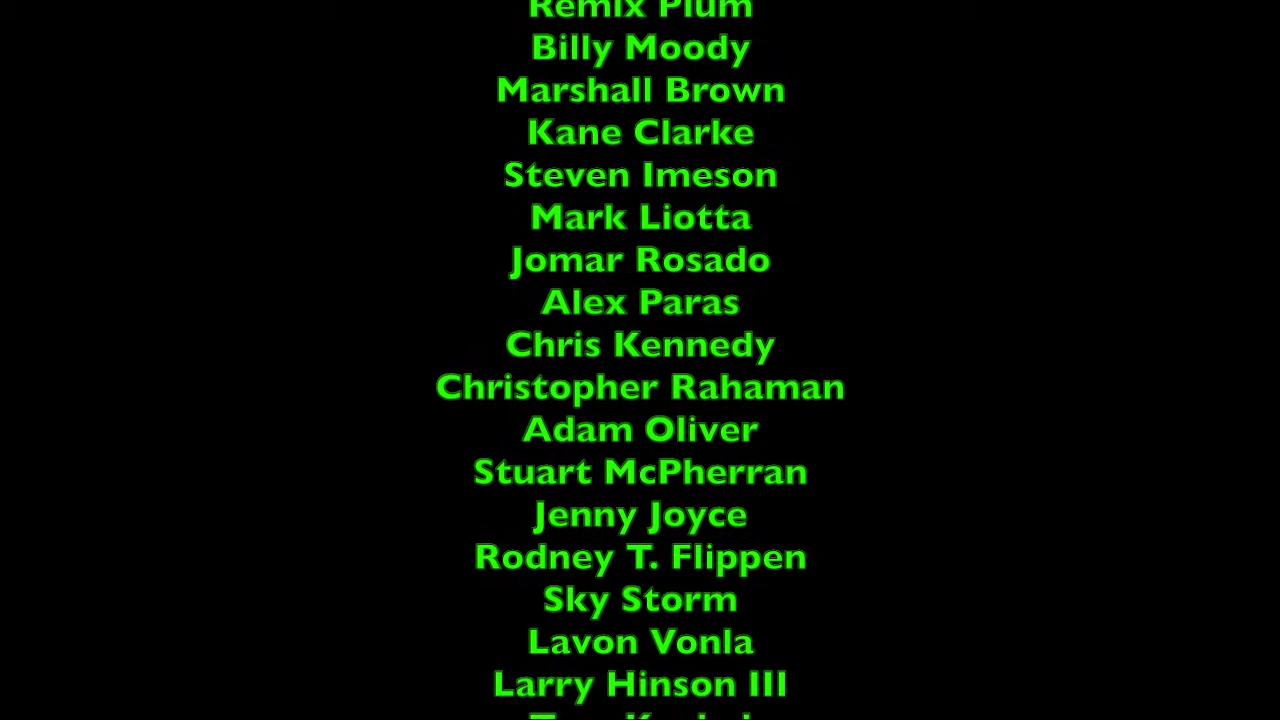 Remix Plum
Billy Moody
Marshall Brown
Kane Clarke
Steven Imeson
Mark Liotta
Jomar Rosado
Alex Paras
Chris Kennedy
Christopher Rahaman
Adam Oliver
Stuart McPherran
Jenny Joyce
Rodney T. Flippen
Sky Storm
Lavon Vonla
Larry Hinson III